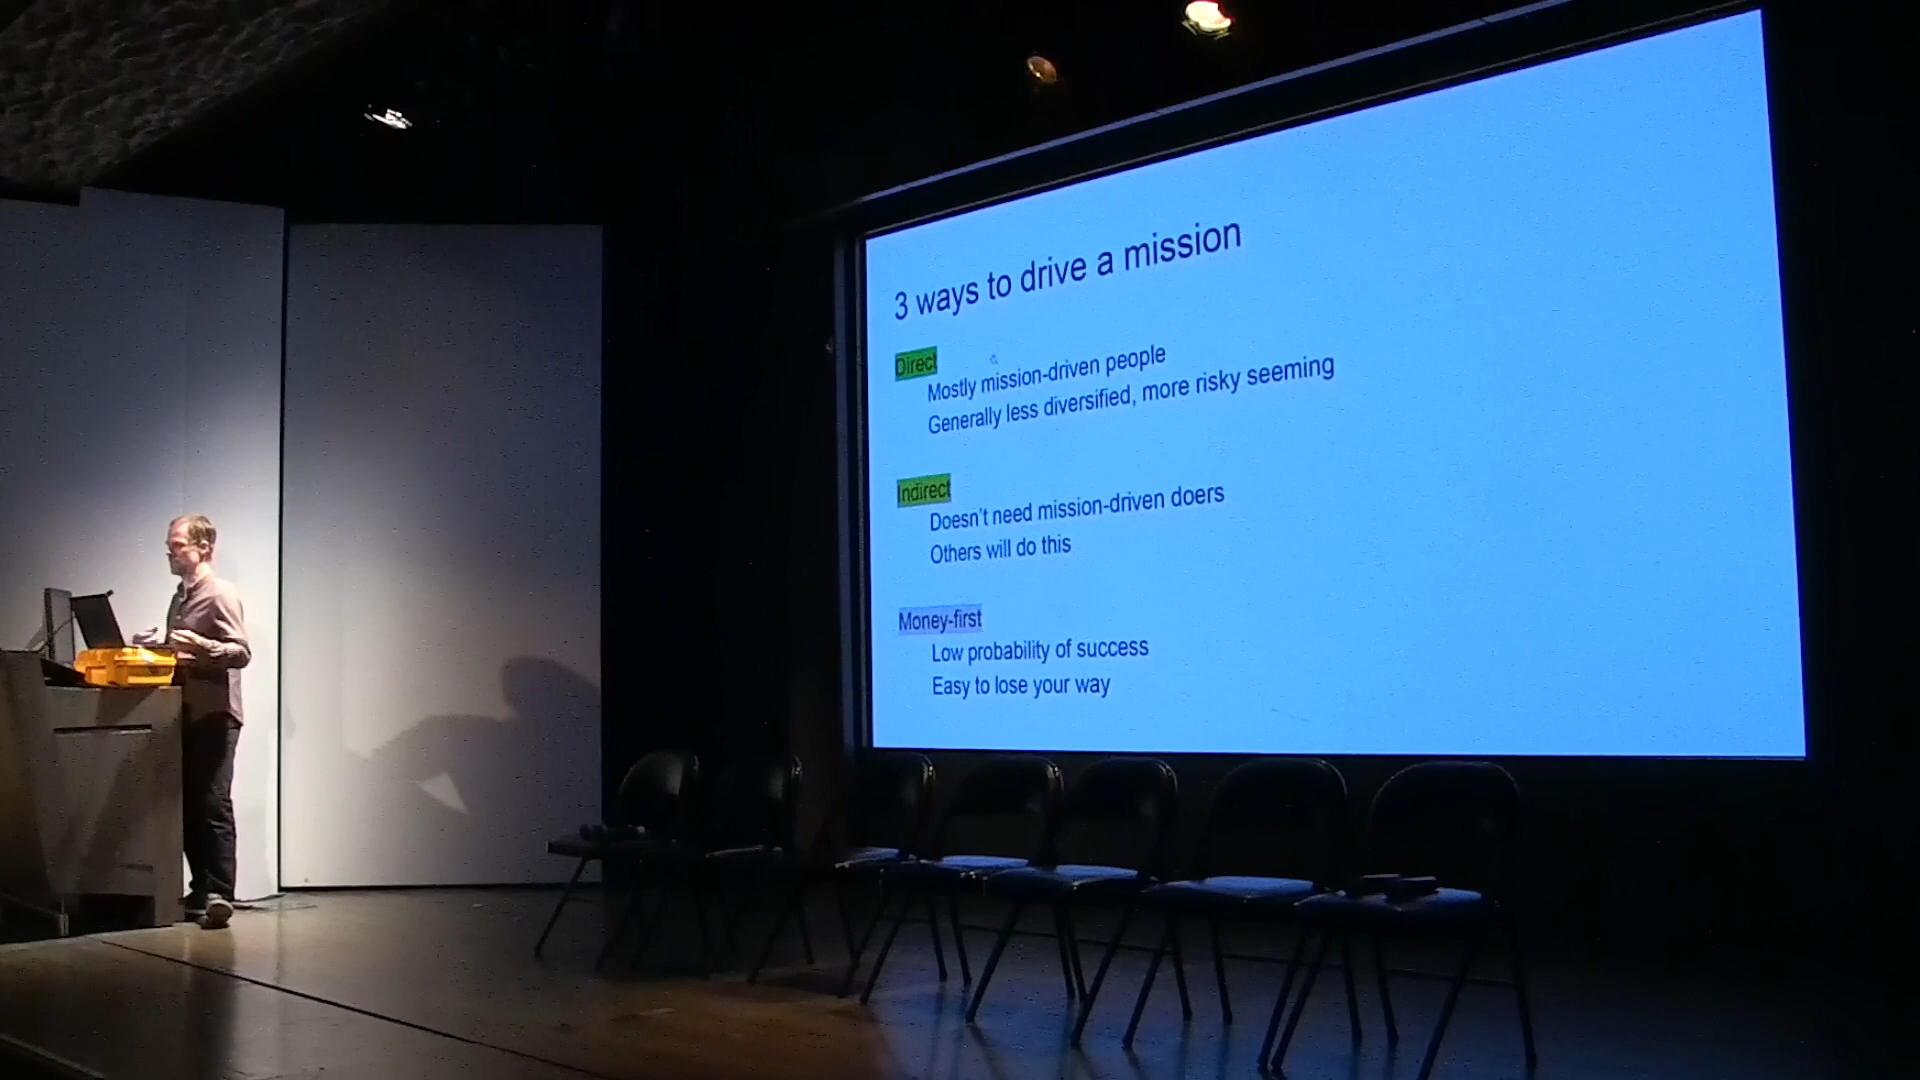 3 ways to drive a mission
Direct
Mostly mission-driven people
Generally less diversified, more risky seeming
Indirect
Doesn't need mission-driven doers
Others will do this
Money-first
Low probability of success
Easy to lose your way